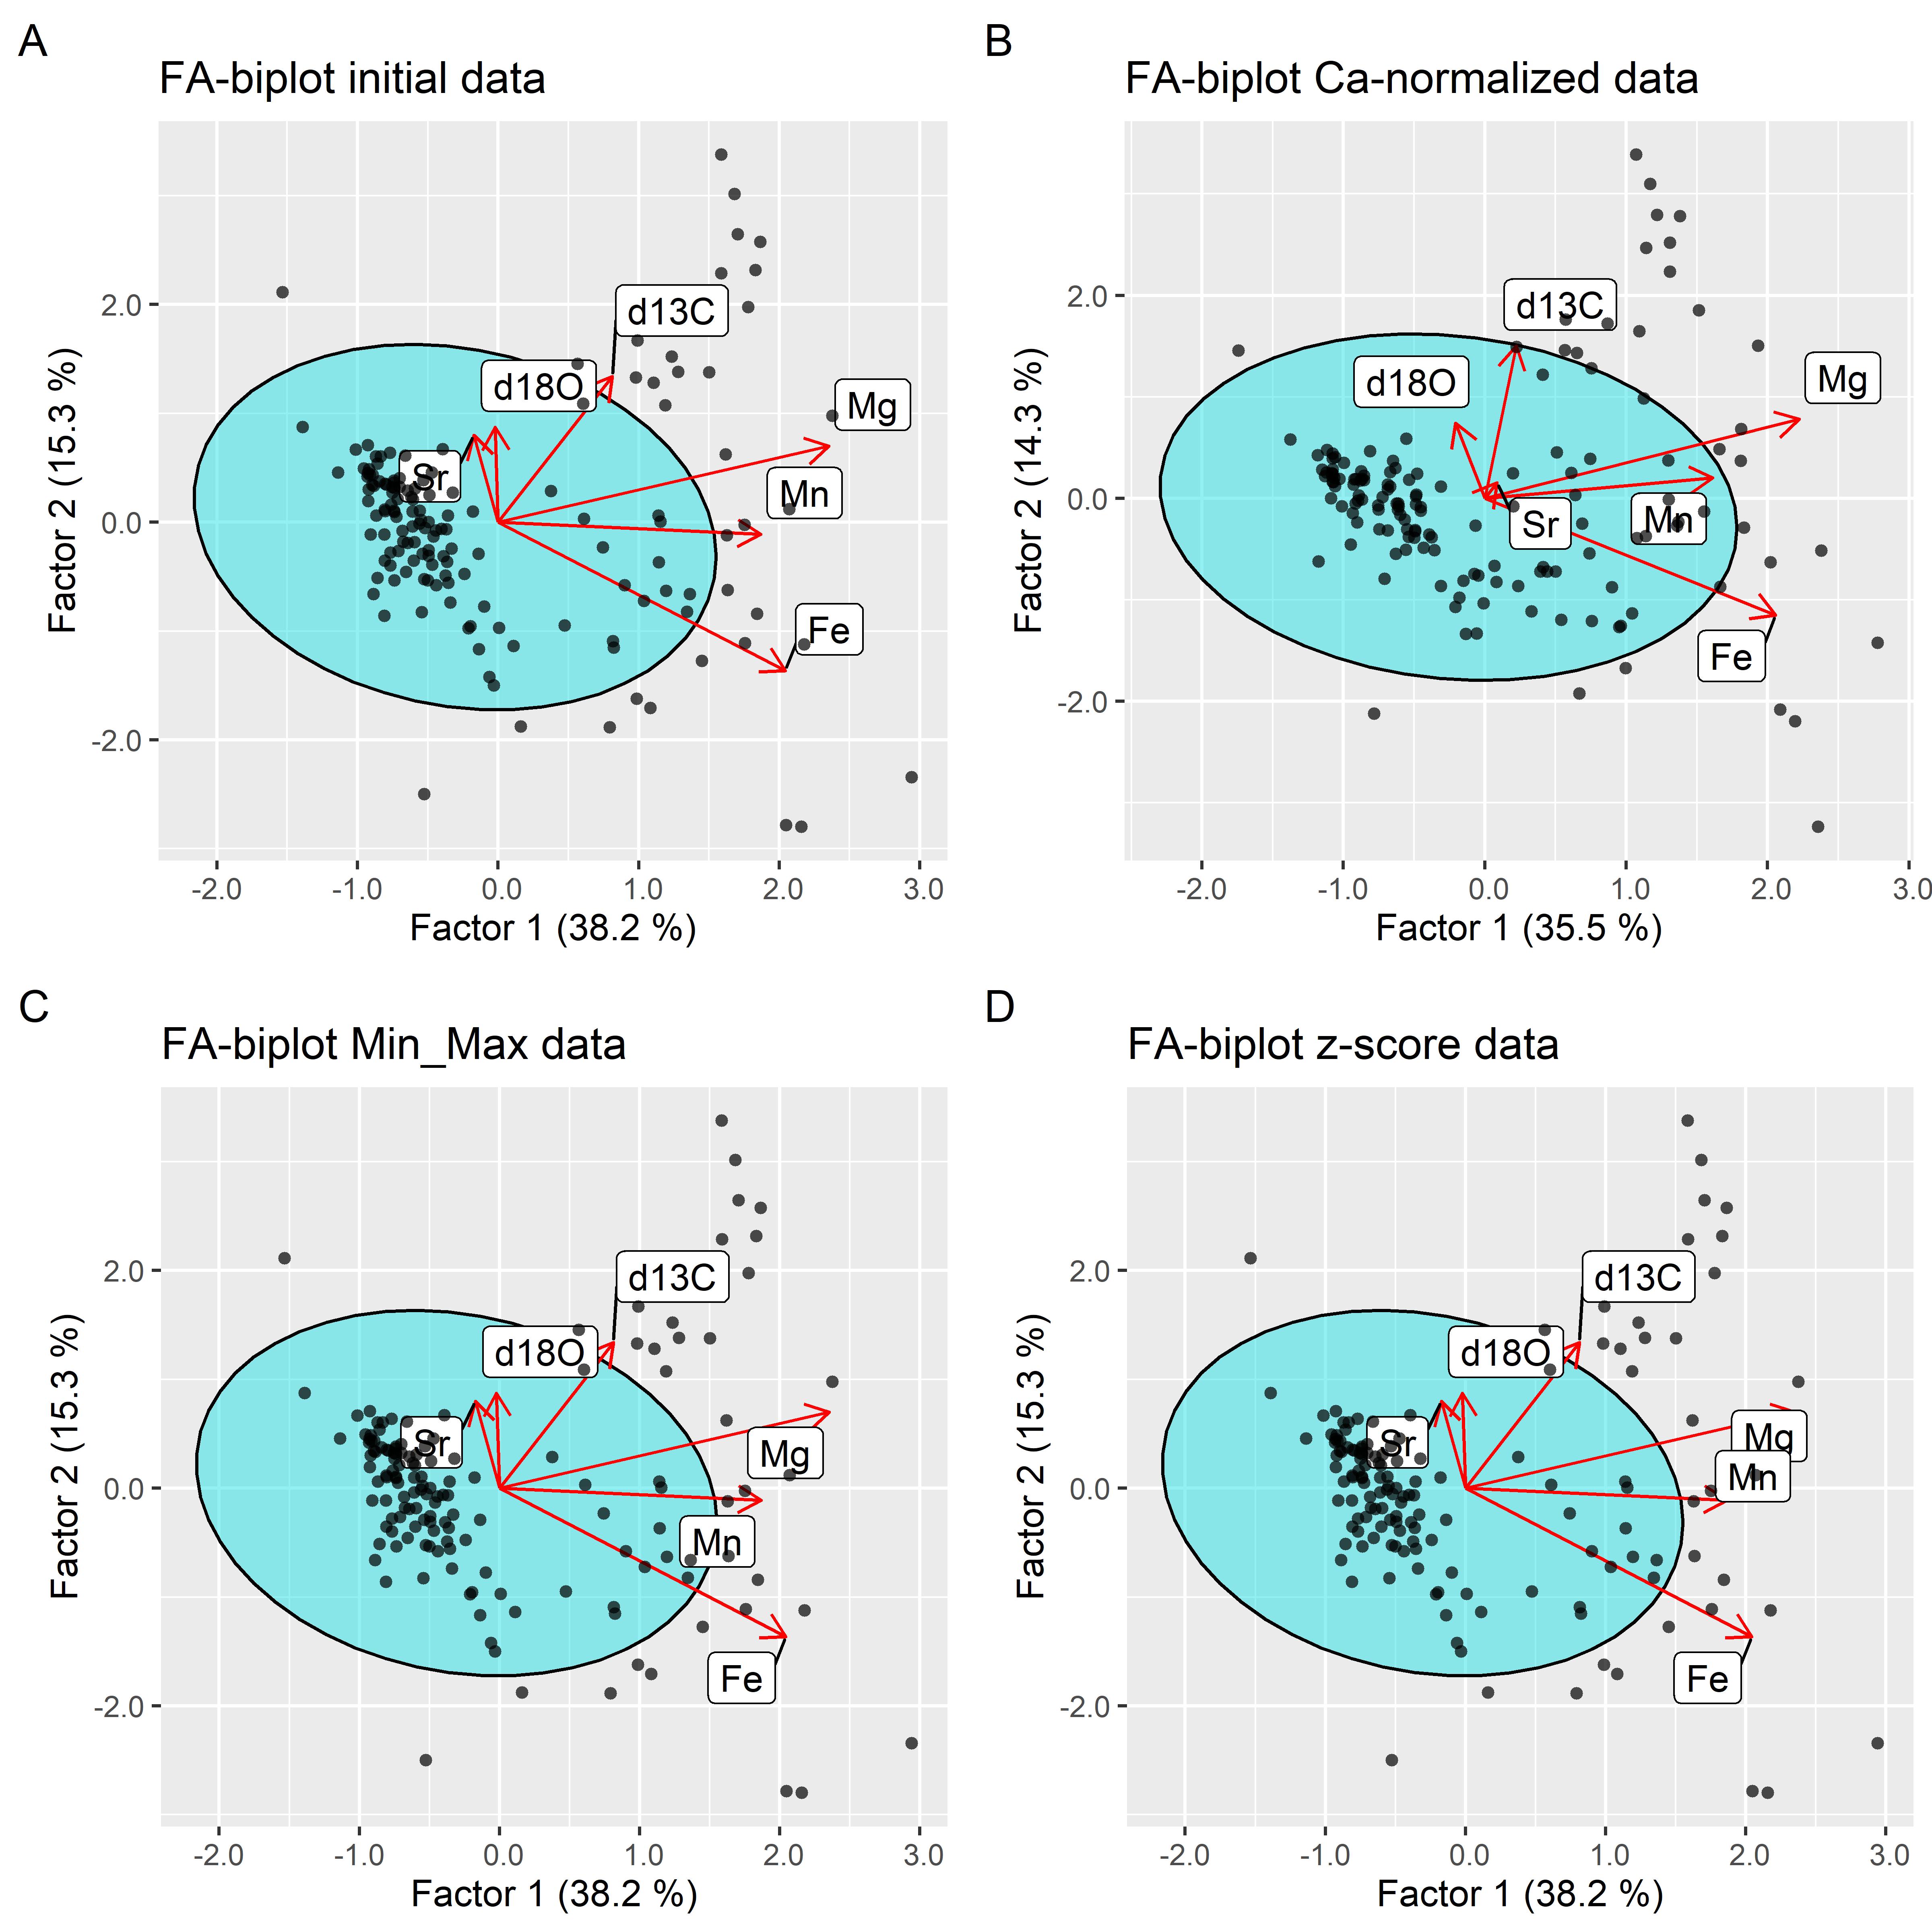 A
FA-biplot initial data
Factor 2 (15.3 %)
2.0
0.0
-2.0
d13C
d18O
Mg
Sr
Mn
Fe
-2.0 -1.0 0.0 1.0 2.0 3.0
Factor 1 (38.2 %)
B
FA-biplot Ca-normalized data
Factor 2 (14.3 %)
2.0
0.0
-2.0
d13C
d18O
Mg
Sr
Mn
Fe
-2.0 -1.0 0.0 1.0 2.0 3.0
Factor 1 (35.5 %)
C
FA-biplot Min_Max data
Factor 2 (15.3 %)
2.0
0.0
-2.0
d13C
d18O
Sr
Mg
Mn
Fe
-2.0 -1.0 0.0 1.0 2.0 3.0
Factor 1 (38.2 %)
D
FA-biplot z-score data
Factor 2 (15.3 %)
2.0
0.0
-2.0
d13C
d18O
Sr
Mg
Mn
Fe
-2.0 -1.0 0.0 1.0 2.0 3.0
Factor 1 (38.2 %)